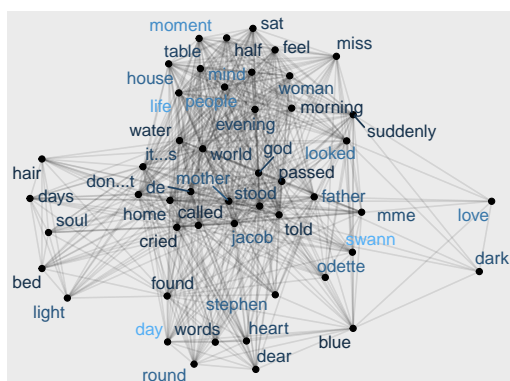 moment
sat
table
half
feel
miss
house
mind
life
people
woman
evening
morning
suddenly
water
god
looked
it...s
world
hair
passed
mother
don...t
de
stood
days
father
home
called
mme
love
soul
told
cried
jacob
swann
odette
dark
bed
found
light
stephen
day
words
heart
blue
dear
round